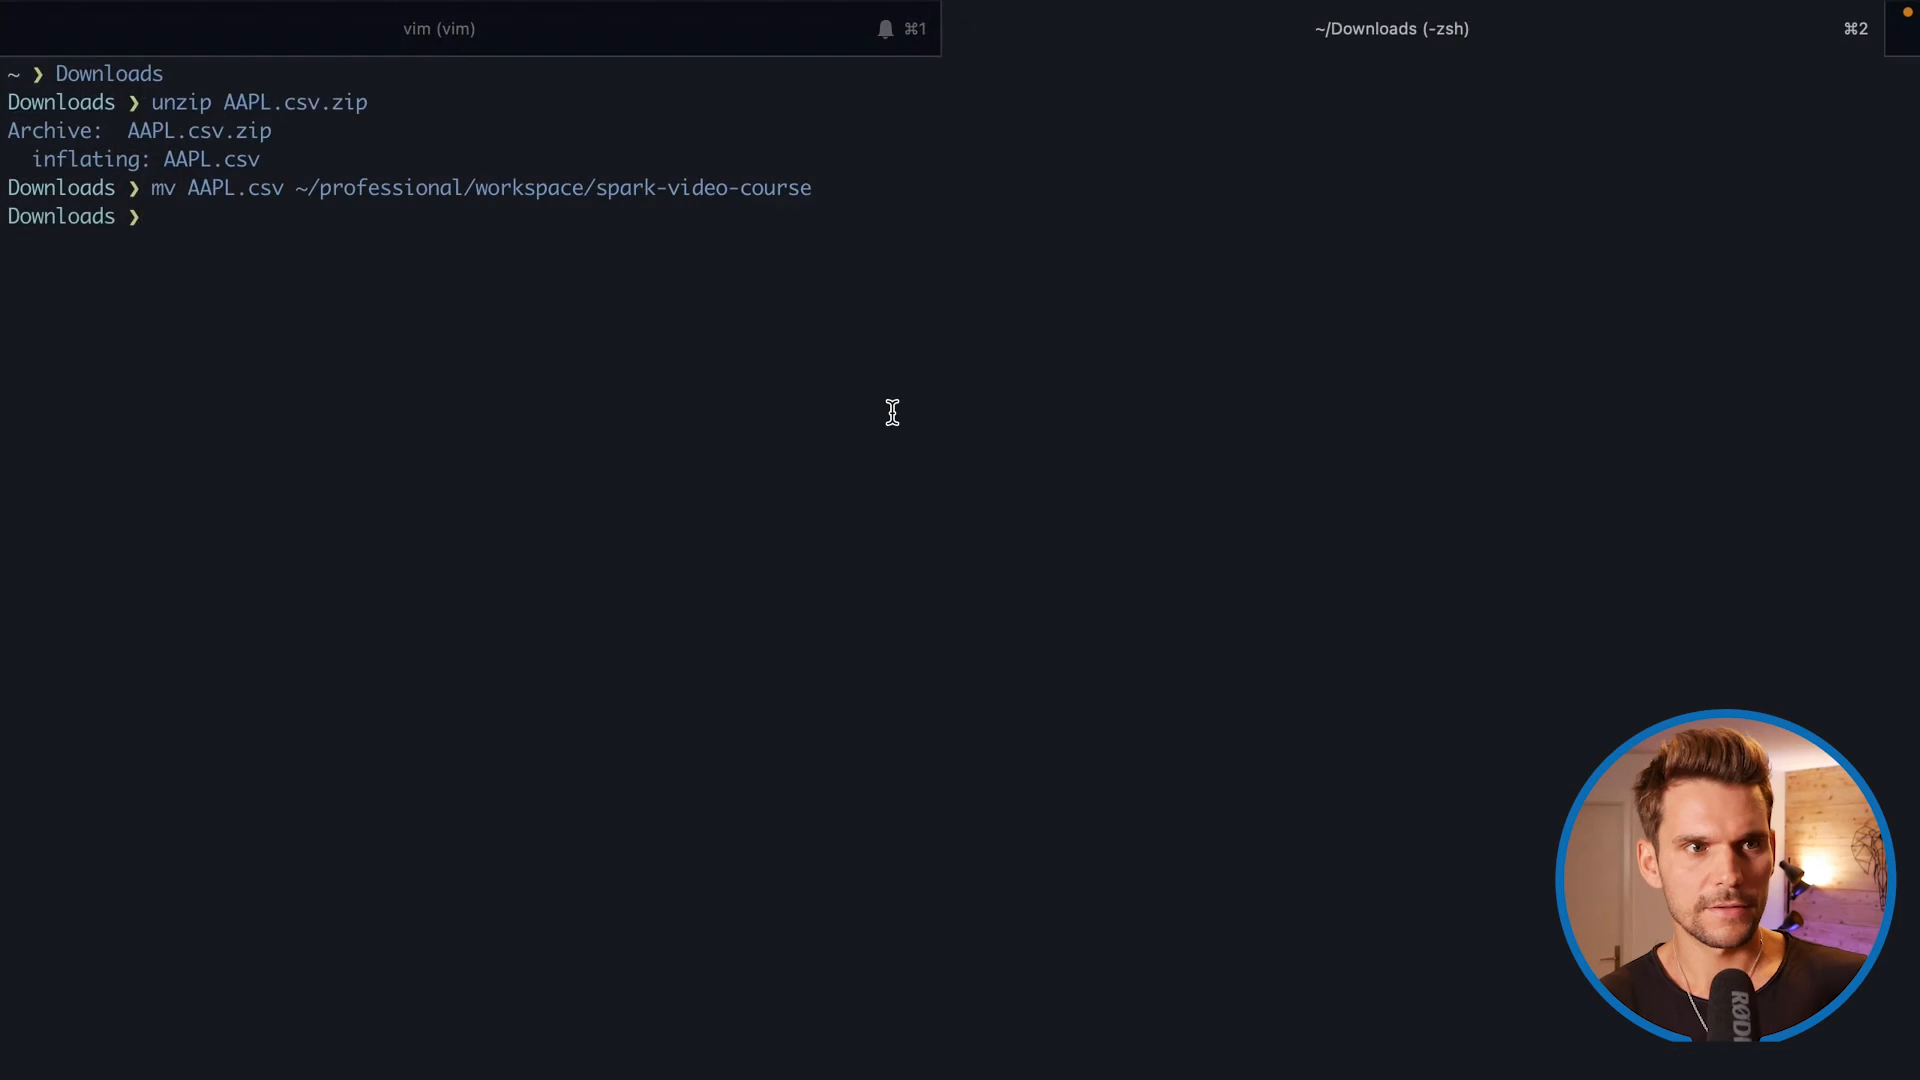 vim (vim) ⌘1
~/Downloads (-zsh) ⌘2
~ ❯ Downloads
Downloads ❯ unzip AAPL.csv.zip
Archive:  AAPL.csv.zip
  inflating: AAPL.csv
Downloads ❯ mv AAPL.csv ~/professional/workspace/spark-video-course
Downloads ❯
RØDE